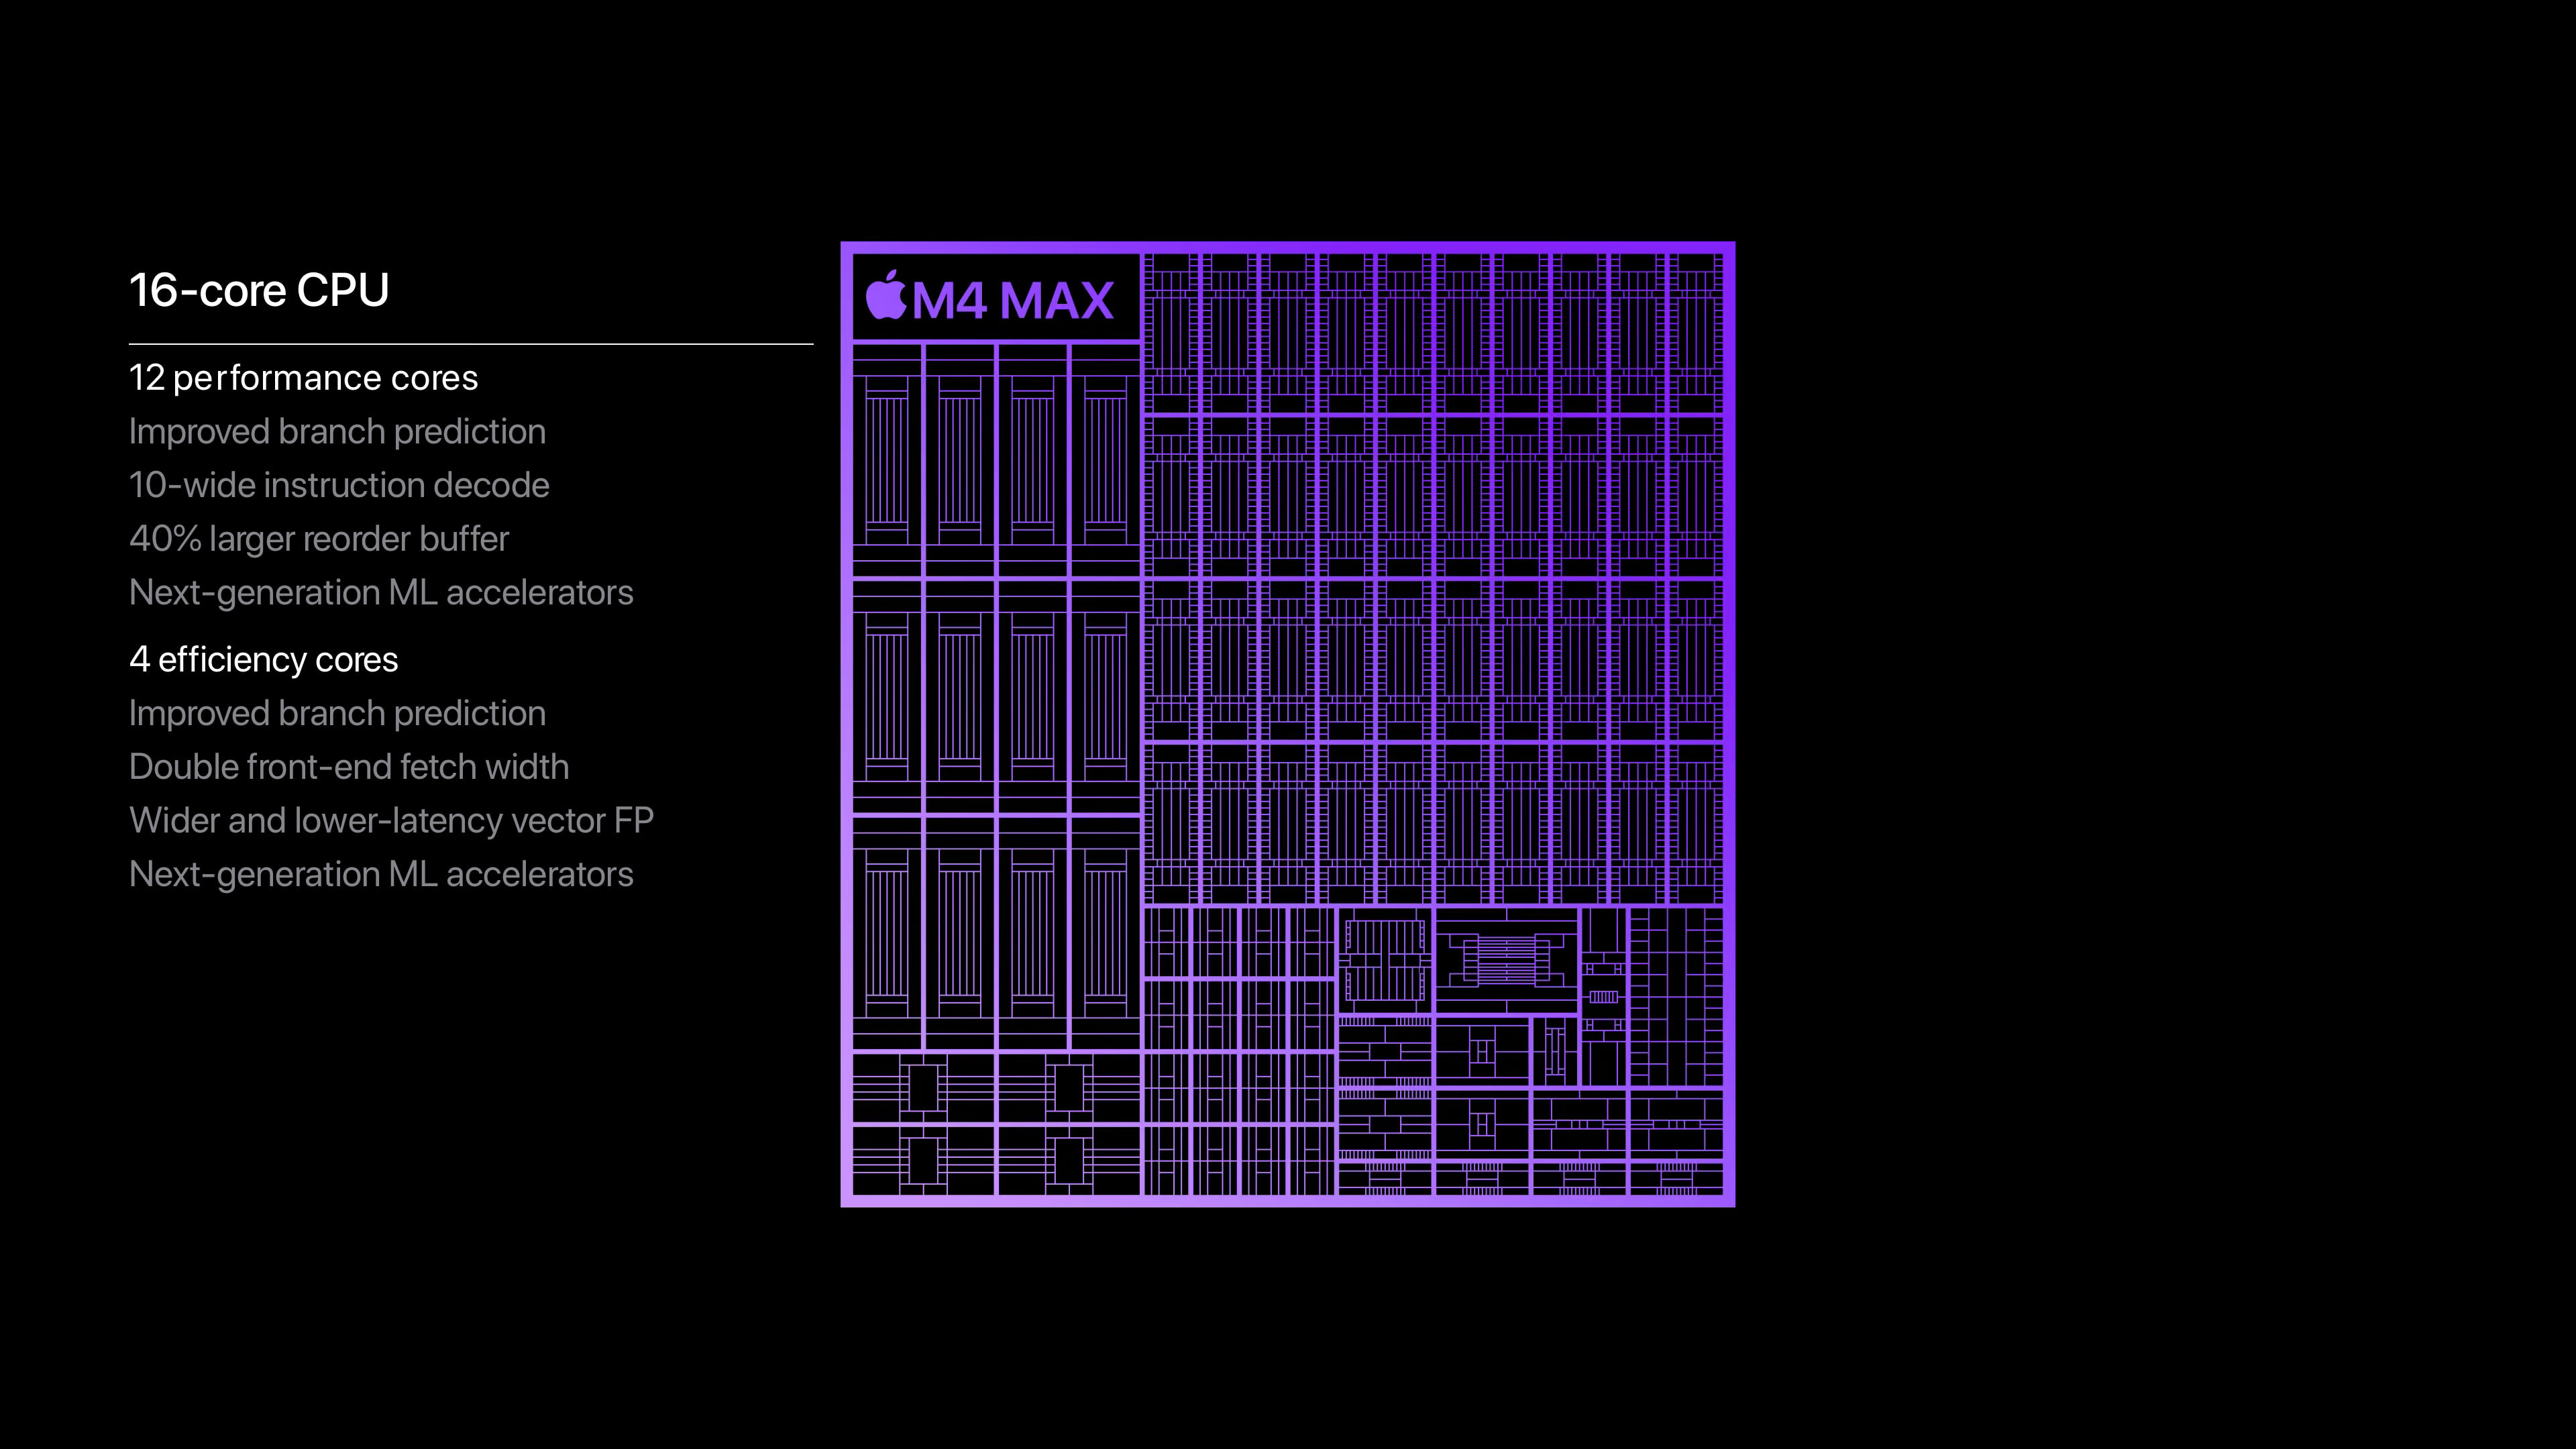 16-core CPU
12 performance cores
Improved branch prediction
10-wide instruction decode
40% larger reorder buffer
Next-generation ML accelerators
4 efficiency cores
Improved branch prediction
Double front-end fetch width
Wider and lower-latency vector FP
Next-generation ML accelerators
M4 MAX